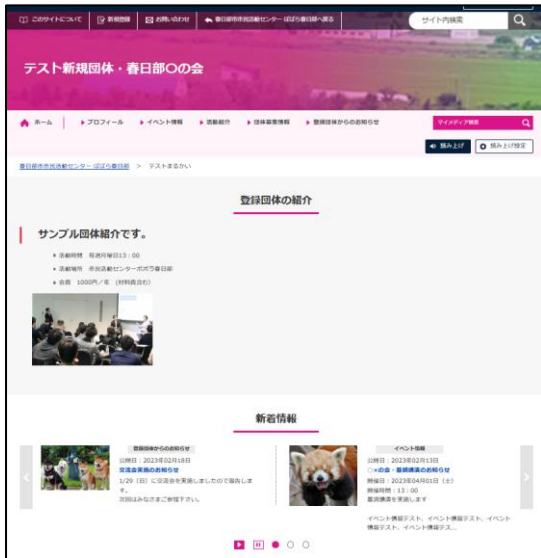 このサイトについて 新規登録 お問い合わせ 春日部市市民活動センター ぽぽら春日部へ戻る サイト内検索
テスト新規団体・春日部〇の会
ホーム プロフィール イベント情報 活動紹介 団体募集情報 登録団体からのお知らせ マイメディア検索
読み上げ 読み上げ設定
春日部市市民活動センター ぽぽら春日部 > テストまるかい
登録団体の紹介
サンプル団体紹介です。
活動時間 毎週月曜日13:00
活動場所 市民活動センターポポラ春日部
会費 1000円/年 (材料費含む)
新着情報
登録団体からのお知らせ
公開日:2023年02月18日
交流会実施のお知らせ
1/29(日)に交流会を実施しましたので報告しま
す。
次回はみなさまご参加下さい。
イベント情報
公開日:2023年02月13日
○×の会・墓前講演のお知らせ
開催日:2023年04月01日(土)
開催時間:13:00
講演を実施します
イベント情報テスト、イベント情報テスト、イベント
情報テスト、イベント情報テス...